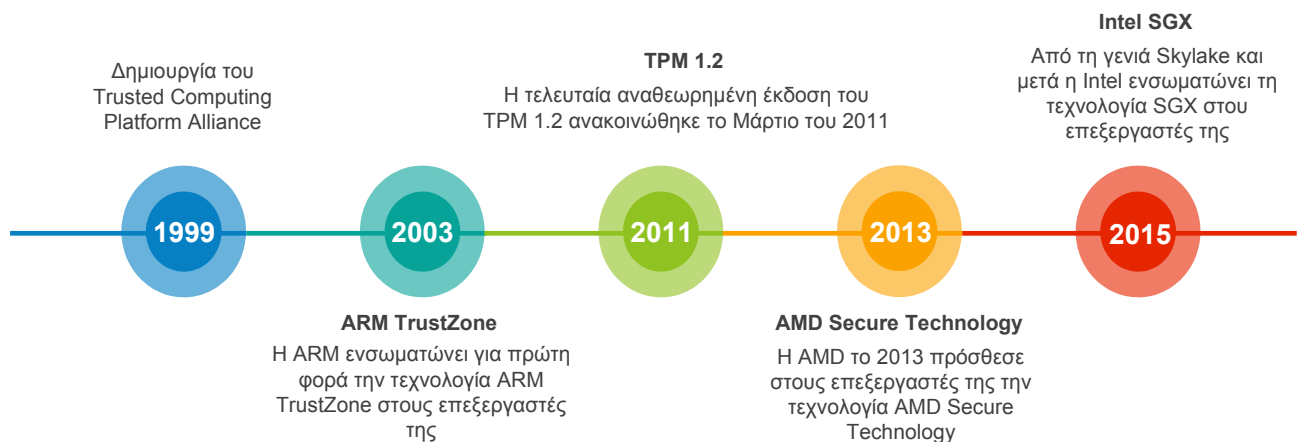 Δημιουργία του
Trusted Computing
Platform Alliance
1999
2003
ARM TrustZone
Η ARM ενσωματώνει για πρώτη
φορά την τεχνολογία ARM
TrustZone στους επεξεργαστές
της
TPM 1.2
Η τελευταία αναθεωρημένη έκδοση του
TPM 1.2 ανακοινώθηκε το Μάρτιο του 2011
2011
2013
AMD Secure Technology
Η AMD το 2013 πρόσθεσε
στους επεξεργαστές της την
τεχνολογία AMD Secure
Technology
Intel SGX
Από τη γενιά Skylake και
μετά η Intel ενσωματώνει τη
τεχνολογία SGX στου
επεξεργαστές της
2015